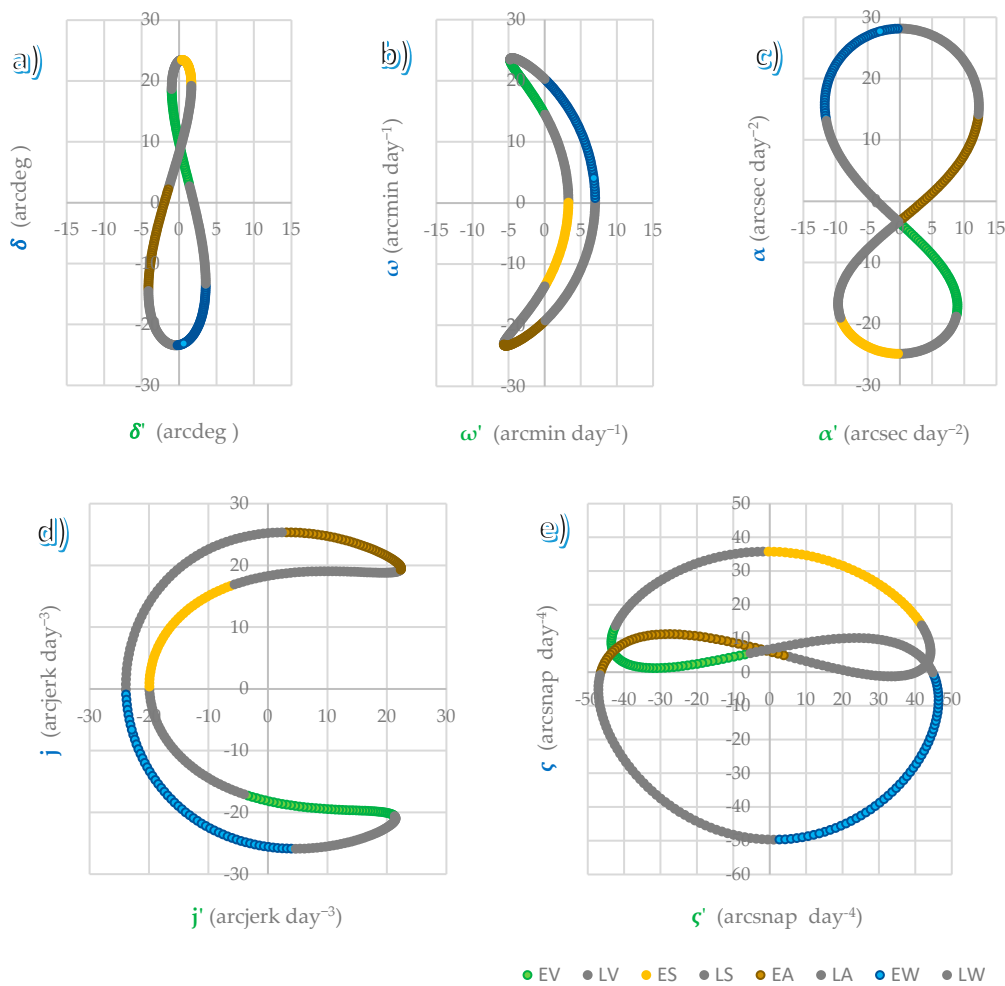 a)
30
20
10
0
-10
-20
-30
-15 -10 -5 0 5 10 15
δ (arcdeg)
δ' (arcdeg )
b)
30
20
10
0
-10
-20
-30
-15 -10 -5 0 5 10 15
ω (arcmin day⁻¹)
ω' (arcmin day⁻¹)
c)
30
20
10
0
-10
-20
-30
-15 -10 -5 0 5 10 15
α (arcsec day⁻²)
α' (arcsec day⁻²)
d)
30
20
10
0
-10
-20
-30
-30 -20 -10 0 10 20 30
j (arcjerk day⁻³)
j' (arcjerk day⁻³)
e)
50
40
30
20
10
0
-10
-20
-30
-40
-50
-60
-50 -40 -30 -20 -10 0 10 20 30 40 50
ς (arcsnap day⁻⁴)
ς' (arcsnap day⁻⁴)
EV LV ES LS EA LA EW LW